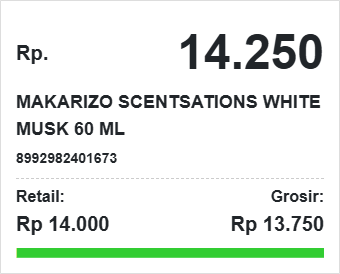 Rp. 14.250
MAKARIZO SCENTSATIONS WHITE
MUSK 60 ML
8992982401673
Retail: Grosir:
Rp 14.000 Rp 13.750